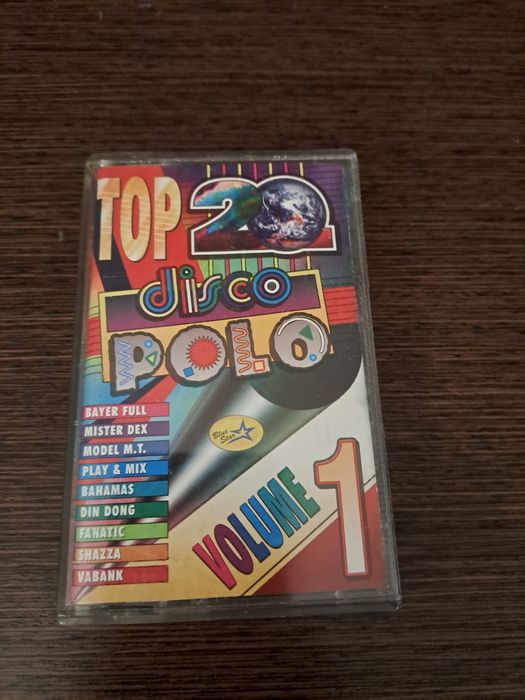 TOP 20
disco
POLO
BAYER FULL
MISTER DEX
MODEL M.T.
PLAY & MIX
BAHAMAS
DIN DONG
FANATIC
SHAZZA
VABANK
Blue
Star
VOLUME 1